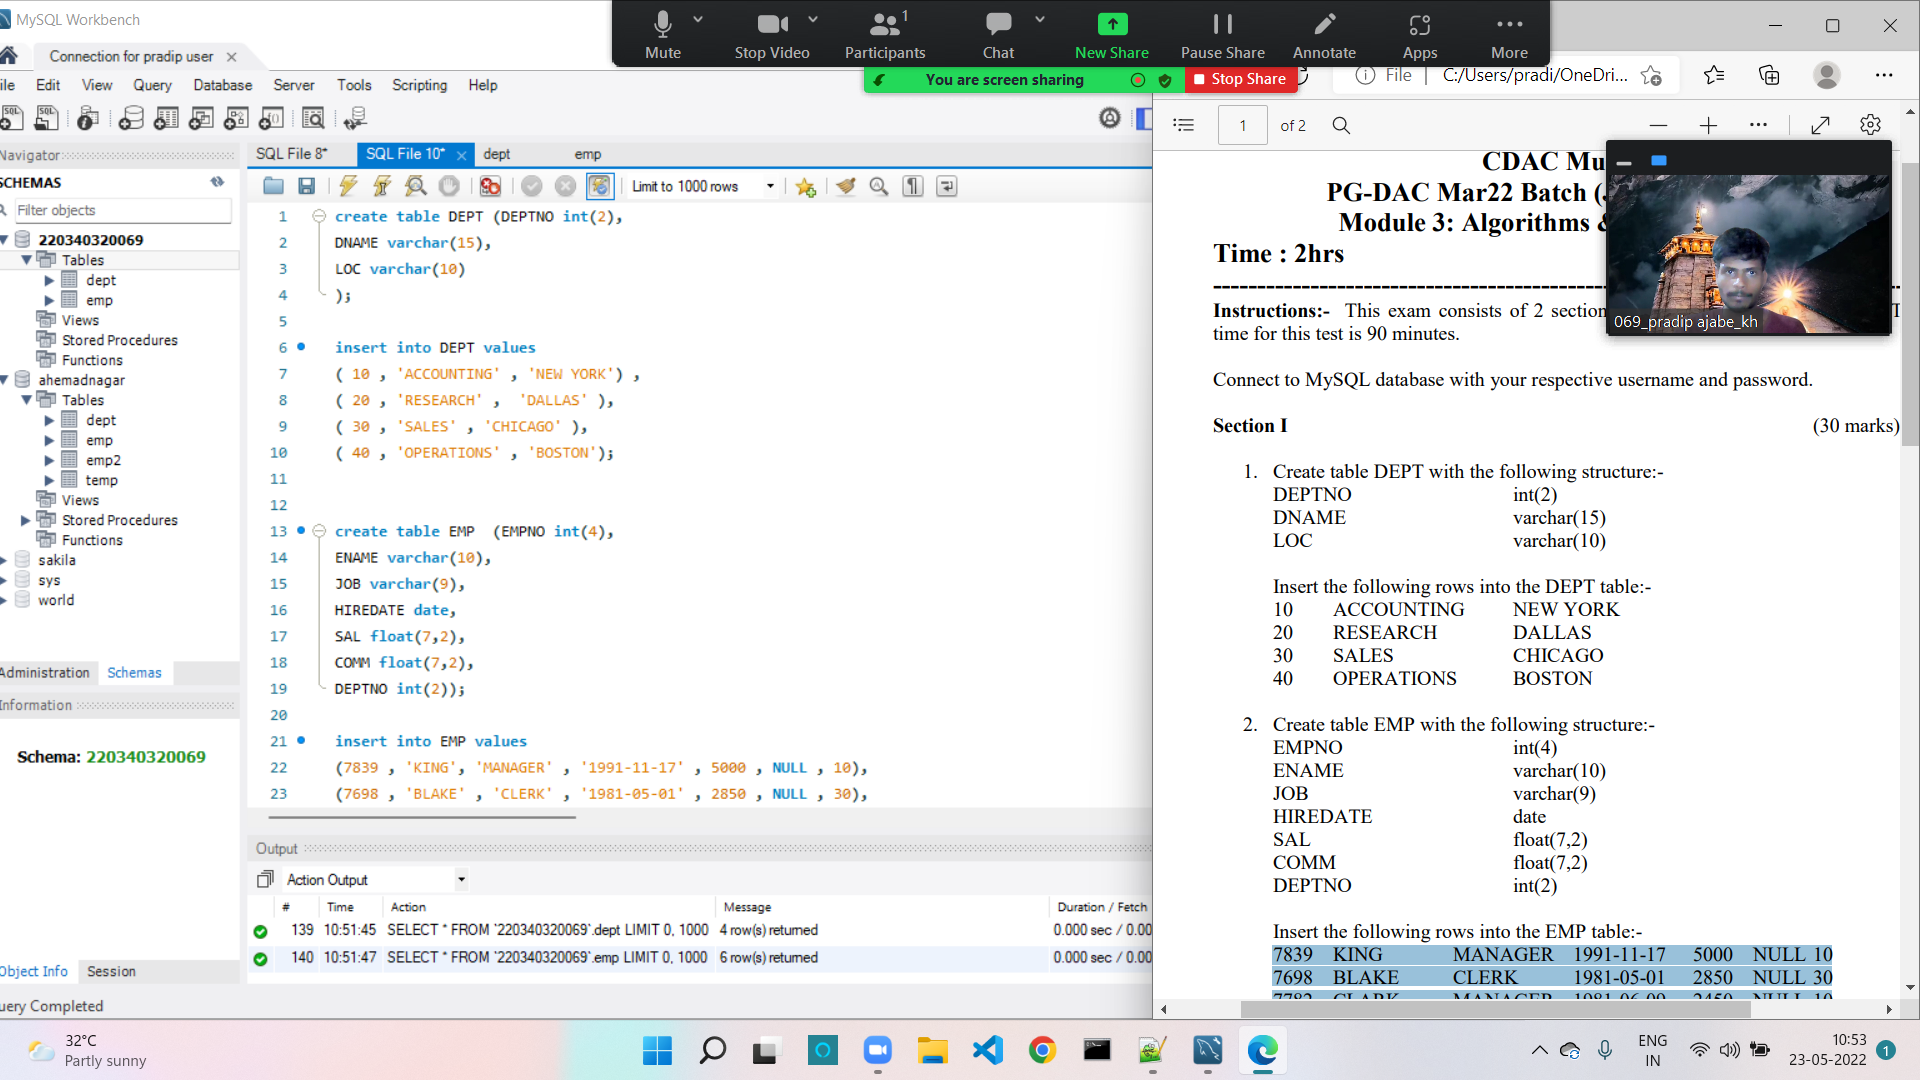 MySQL Workbench
Connection for pradip user
Edit View Query Database Server Tools Scripting Help
Mute
Stop Video
Participants
1
Chat
New Share
Pause Share
Annotate
Apps
More
You are screen sharing
Stop Share
File
C:/Users/pradi/OneDri...
1 of 2
Navigator
SCHEMAS
Filter objects
220340320069
Tables
dept
emp
Views
Stored Procedures
Functions
ahemadnagar
Tables
dept
emp
emp2
temp
Views
Stored Procedures
Functions
sakila
sys
world
Administration Schemas
Information
Schema: 220340320069
Object Info Session
Query Completed
SQL File 8* SQL File 10* dept emp
Limit to 1000 rows
1 create table DEPT (DEPTNO int(2),
2 DNAME varchar(15),
3 LOC varchar(10)
4 );
5
6 insert into DEPT values
7 ( 10 , 'ACCOUNTING' , 'NEW YORK') ,
8 ( 20 , 'RESEARCH' , 'DALLAS' ),
9 ( 30 , 'SALES' , 'CHICAGO' ),
10 ( 40 , 'OPERATIONS' , 'BOSTON');
11
12
13 create table EMP (EMPNO int(4),
14 ENAME varchar(10),
15 JOB varchar(9),
16 HIREDATE date,
17 SAL float(7,2),
18 COMM float(7,2),
19 DEPTNO int(2));
20
21 insert into EMP values
22 (7839 , 'KING', 'MANAGER' , '1991-11-17' , 5000 , NULL , 10),
23 (7698 , 'BLAKE' , 'CLERK' , '1981-05-01' , 2850 , NULL , 30),
Output
Action Output
# Time Action Message Duration / Fetch
139 10:51:45 SELECT * FROM `220340320069`.dept LIMIT 0, 1000 4 row(s) returned 0.000 sec / 0.00
140 10:51:47 SELECT * FROM `220340320069`.emp LIMIT 0, 1000 6 row(s) returned 0.000 sec / 0.00
CDAC Mu
PG-DAC Mar22 Batch (
Module 3: Algorithms &
Time : 2hrs
069_pradip ajabe_kh
Instructions:- This exam consists of 2 section
time for this test is 90 minutes.
Connect to MySQL database with your respective username and password.
Section I (30 marks)
1. Create table DEPT with the following structure:-
DEPTNO int(2)
DNAME varchar(15)
LOC varchar(10)
Insert the following rows into the DEPT table:-
10 ACCOUNTING NEW YORK
20 RESEARCH DALLAS
30 SALES CHICAGO
40 OPERATIONS BOSTON
2. Create table EMP with the following structure:-
EMPNO int(4)
ENAME varchar(10)
JOB varchar(9)
HIREDATE date
SAL float(7,2)
COMM float(7,2)
DEPTNO int(2)
Insert the following rows into the EMP table:-
7839 KING MANAGER 1991-11-17 5000 NULL 10
7698 BLAKE CLERK 1981-05-01 2850 NULL 30
7782 CLARK MANAGER 1981-06-09 2450 NULL 10
32°C
Partly sunny
ENG
IN
10:53
23-05-2022
1